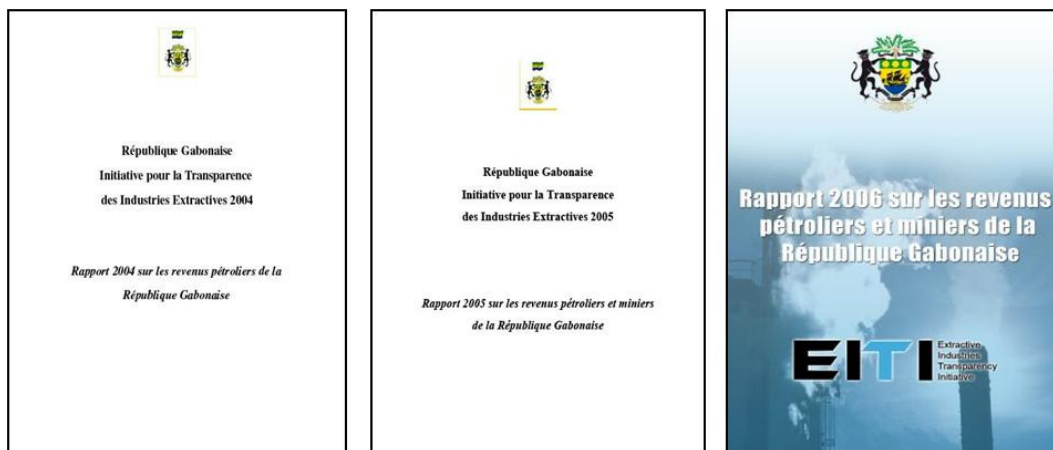 République Gabonaise
Initiative pour la Transparence
des Industries Extractives 2004
Rapport 2004 sur les revenus pétroliers de la
République Gabonaise
République Gabonaise
Initiative pour la Transparence
des Industries Extractives 2005
Rapport 2005 sur les revenus pétroliers et miniers
de la République Gabonaise
Rapport 2006 sur les revenus
pétroliers et miniers de la
République Gabonaise
EITI
Extractive
Industries
Transparency
Initiative